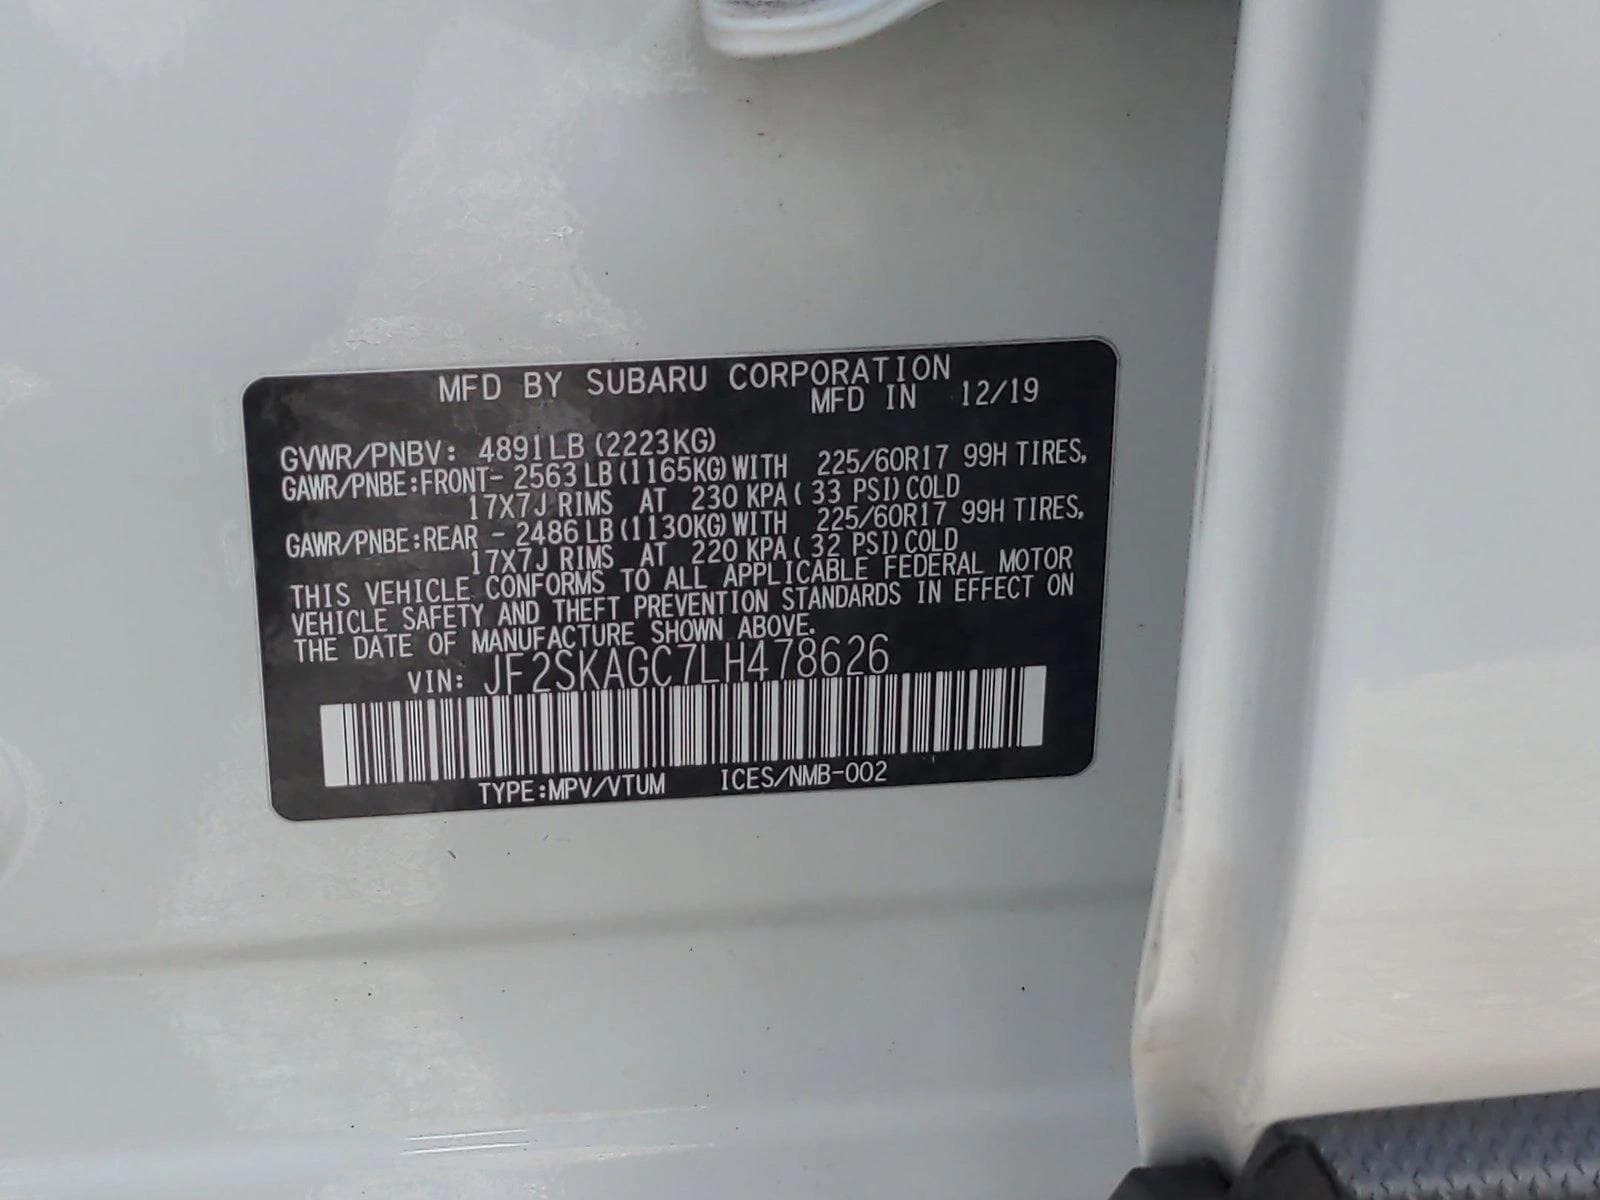 MFD BY SUBARU CORPORATION
MFD IN 12/19
GVWR/PNBV: 4891LB (2223KG)
GAWR/PNBE:FRONT- 2563 LB (1165KG) WITH 225/60R17 99H TIRES,
17X7J RIMS AT 230 KPA ( 33 PSI) COLD
GAWR/PNBE:REAR - 2486 LB (1130KG) WITH 225/60R17 99H TIRES,
17X7J RIMS AT 220 KPA ( 32 PSI) COLD
THIS VEHICLE CONFORMS TO ALL APPLICABLE FEDERAL MOTOR
VEHICLE SAFETY AND THEFT PREVENTION STANDARDS IN EFFECT ON
THE DATE OF MANUFACTURE SHOWN ABOVE.
VIN: JF2SKAGC7LH478626
TYPE:MPV/VTUM ICES/NMB-002